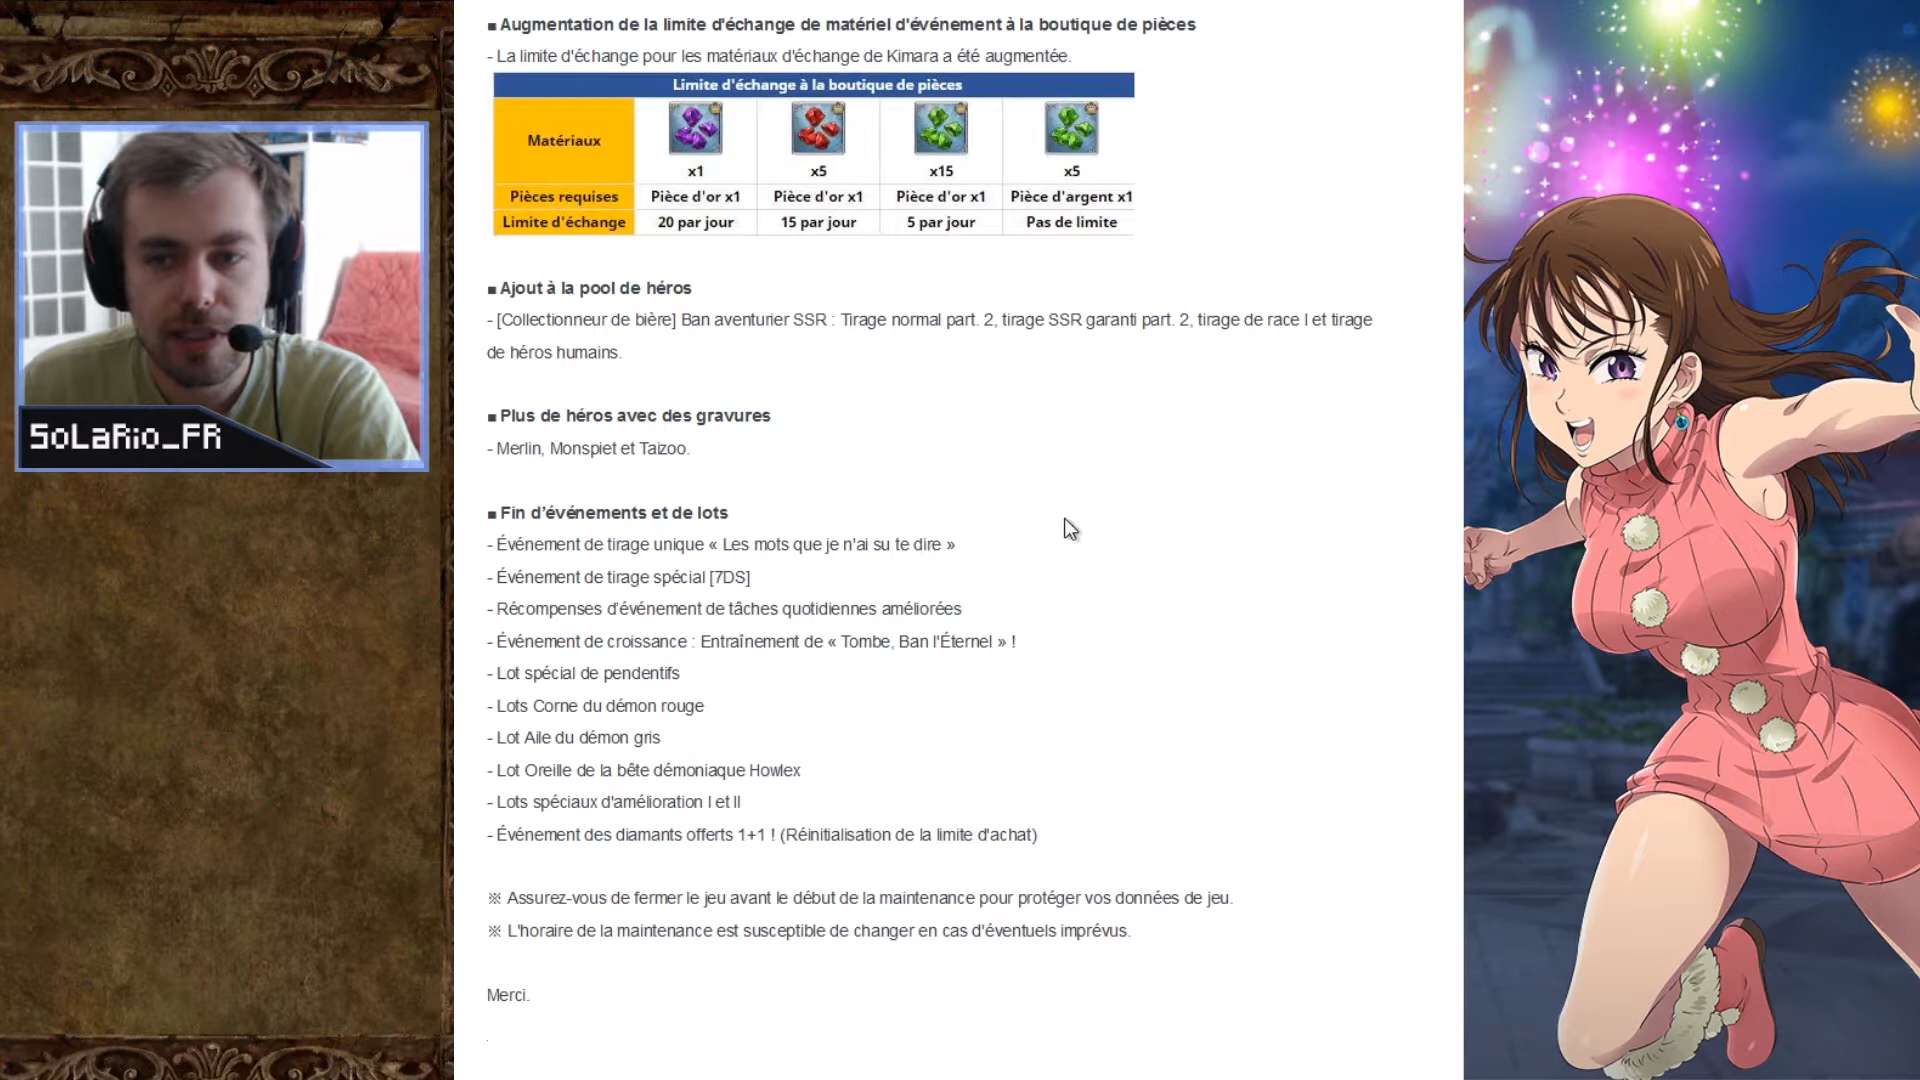 SoLaRio_FR
■ Augmentation de la limite d'échange de matériel d'événement à la boutique de pièces
- La limite d'échange pour les matériaux d'échange de Kimara a été augmentée.
Limite d'échange à la boutique de pièces
Matériaux
x1 x5 x15 x5
Pièces requises Pièce d'or x1 Pièce d'or x1 Pièce d'or x1 Pièce d'argent x1
Limite d'échange 20 par jour 15 par jour 5 par jour Pas de limite
■ Ajout à la pool de héros
- [Collectionneur de bière] Ban aventurier SSR : Tirage normal part. 2, tirage SSR garanti part. 2, tirage de race I et tirage
de héros humains.
■ Plus de héros avec des gravures
- Merlin, Monspiet et Taizoo.
■ Fin d'événements et de lots
- Événement de tirage unique « Les mots que je n'ai su te dire »
- Événement de tirage spécial [7DS]
- Récompenses d'événement de tâches quotidiennes améliorées
- Événement de croissance : Entraînement de « Tombe, Ban l'Éternel » !
- Lot spécial de pendentifs
- Lots Corne du démon rouge
- Lot Aile du démon gris
- Lot Oreille de la bête démoniaque Howlex
- Lots spéciaux d'amélioration I et II
- Événement des diamants offerts 1+1 ! (Réinitialisation de la limite d'achat)
※ Assurez-vous de fermer le jeu avant le début de la maintenance pour protéger vos données de jeu.
※ L'horaire de la maintenance est susceptible de changer en cas d'éventuels imprévus.
Merci.
.